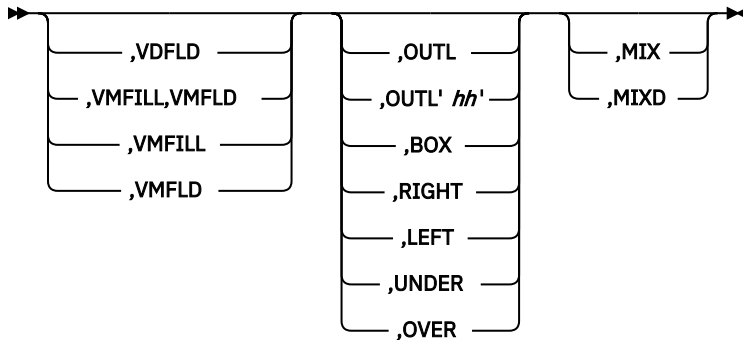 ,VDFLD
,VMFILL,VMFLD
,VMFILL
,VMFLD
,OUTL
,OUTL' hh'
,BOX
,RIGHT
,LEFT
,UNDER
,OVER
,MIX
,MIXD